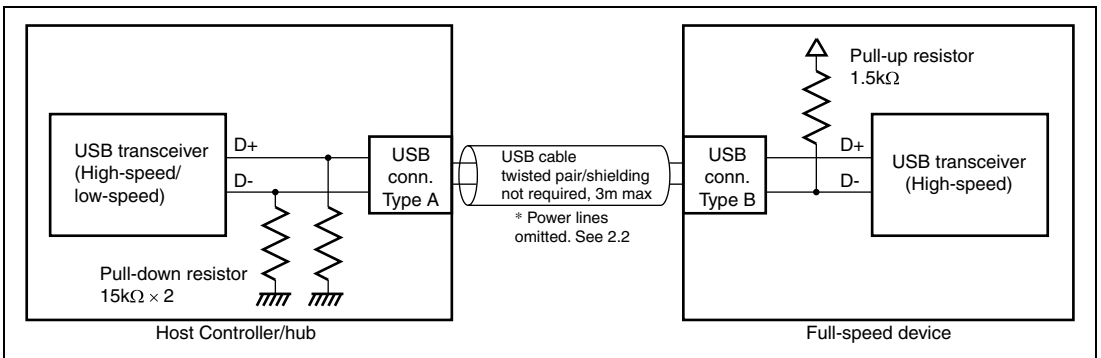 USB transceiver
(High-speed/
low-speed)
D+
D-
Pull-down resistor
15kΩ × 2
USB
conn.
Type A
Host Controller/hub
USB cable
twisted pair/shielding
not required, 3m max
* Power lines
omitted. See 2.2
USB
conn.
Type B
Pull-up resistor
1.5kΩ
D+
D-
USB transceiver
(High-speed)
Full-speed device